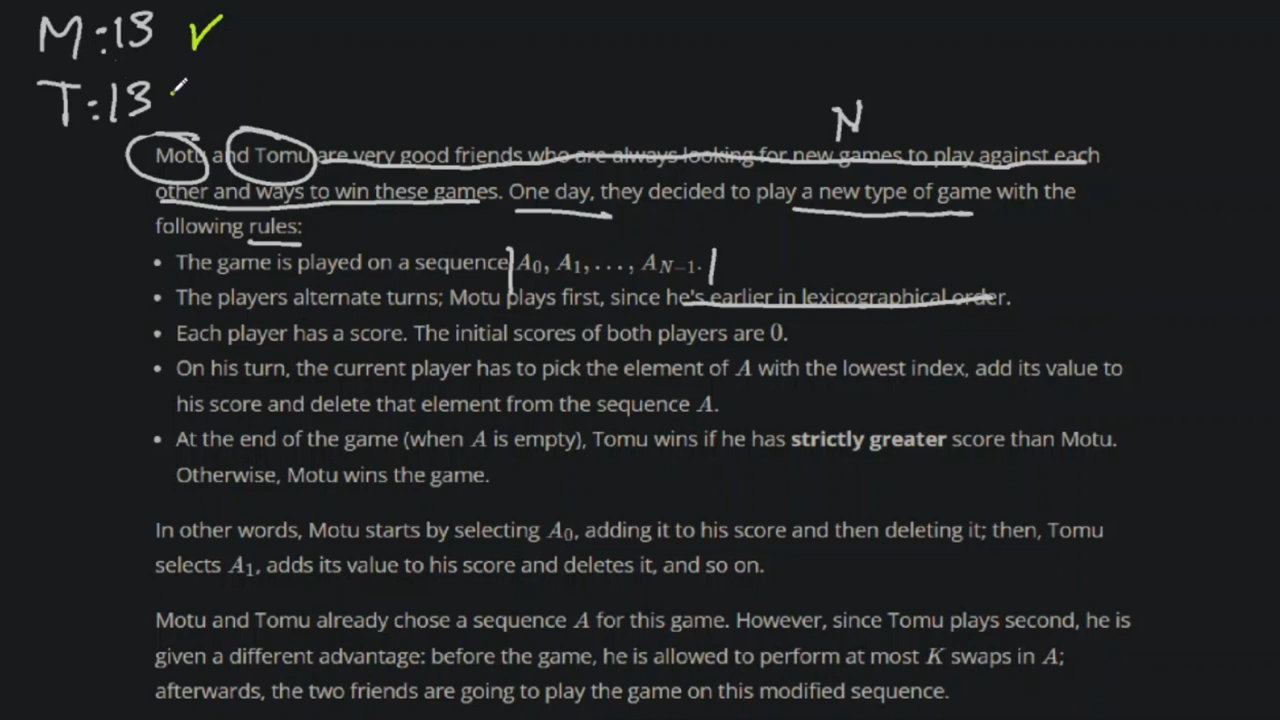 M:13 ✓
T:13
N
Motu and Tomu are very good friends who are always looking for new games to play against each
other and ways to win these games. One day, they decided to play a new type of game with the
following rules:
• The game is played on a sequence A₀, A₁, . . . , A_{N−1}.
• The players alternate turns; Motu plays first, since he's earlier in lexicographical order.
• Each player has a score. The initial scores of both players are 0.
• On his turn, the current player has to pick the element of A with the lowest index, add its value to
his score and delete that element from the sequence A.
• At the end of the game (when A is empty), Tomu wins if he has strictly greater score than Motu.
Otherwise, Motu wins the game.
In other words, Motu starts by selecting A₀, adding it to his score and then deleting it; then, Tomu
selects A₁, adds its value to his score and deletes it, and so on.
Motu and Tomu already chose a sequence A for this game. However, since Tomu plays second, he is
given a different advantage: before the game, he is allowed to perform at most K swaps in A;
afterwards, the two friends are going to play the game on this modified sequence.